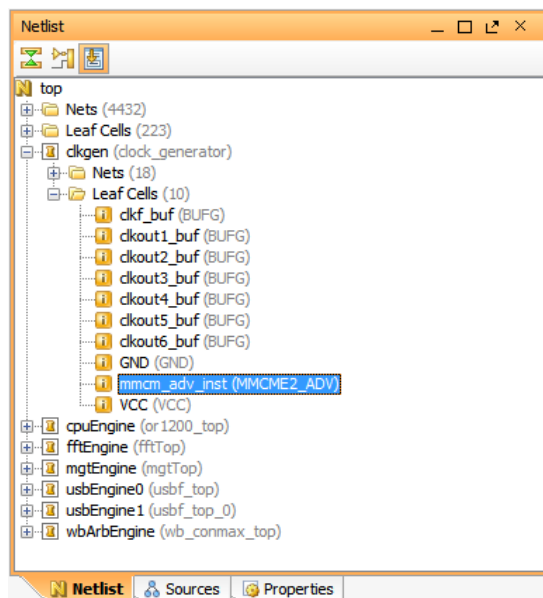 Netlist
top
Nets (4432)
Leaf Cells (223)
clkgen (clock_generator)
Nets (18)
Leaf Cells (10)
clkf_buf (BUFG)
clkout1_buf (BUFG)
clkout2_buf (BUFG)
clkout3_buf (BUFG)
clkout4_buf (BUFG)
clkout5_buf (BUFG)
clkout6_buf (BUFG)
GND (GND)
mmcm_adv_inst (MMCME2_ADV)
VCC (VCC)
cpuEngine (or1200_top)
fftEngine (fftTop)
mgtEngine (mgtTop)
usbEngine0 (usbf_top)
usbEngine1 (usbf_top_0)
wbArbEngine (wb_conmax_top)
Netlist Sources Properties